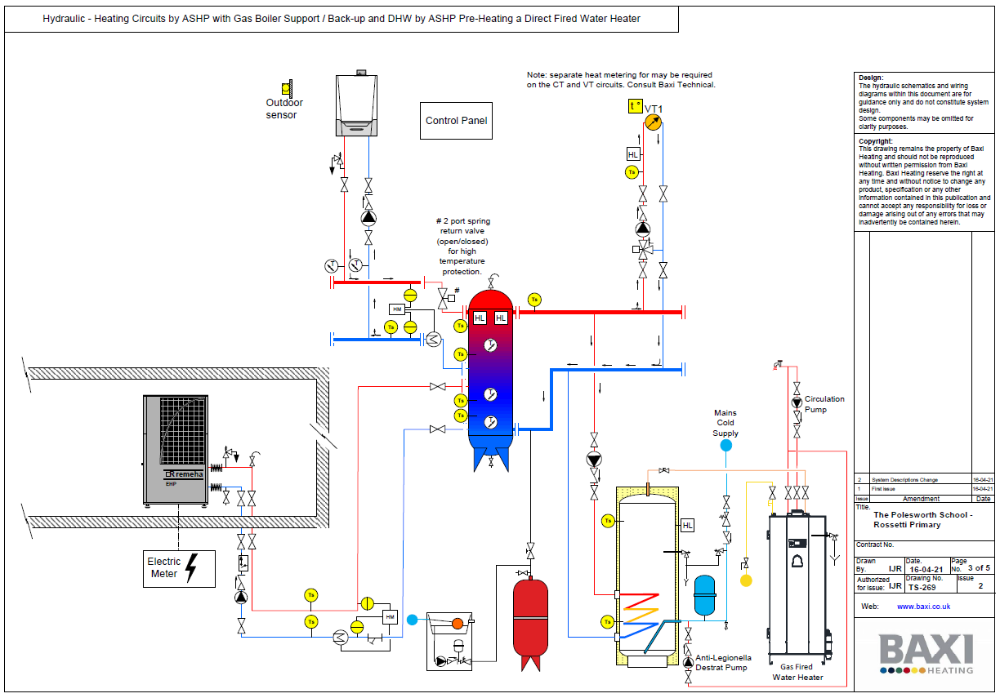 Hydraulic - Heating Circuits by ASHP with Gas Boiler Support / Back-up and DHW by ASHP Pre-Heating a Direct Fired Water Heater
Note: separate heat metering for may be required
on the CT and VT circuits. Consult Baxi Technical.
Outdoor
sensor
Control Panel
t °
VT1
HL
Ts
# 2 port spring
return valve
(open/closed)
for high
temperature
protection.
T
T
#
Ts
HM
Ts
HL
HL
Ts
T
Ts
Ts
T
Ts
T
remeha
EHP
Electric
Meter
Ts
Ts
HM
Mains
Cold
Supply
Circulation
Pump
Ts
HL
Ts
Anti-Legionella
Destrat Pump
Gas Fired
Water Heater
Design:
The hydraulic schematics and wiring
diagrams within this document are for
guidance only and do not constitute system
design.
Some components may be omitted for
clarity purposes.
Copyright:
This drawing remains the property of Baxi
Heating and should not be reproduced
without written permission from Baxi
Heating. Baxi Heating reserve the right at
any time and without notice to change any
product, specification or any other
information contained in this publication and
cannot accept any responsibility for loss or
damage arising out of any errors that may
inadvertently be contained herein.
2 System Descriptions Change 16-04-21
1 First issue 16-04-21
Issue Amendment Date
Title.
The Polesworth School -
Rossetti Primary
Contract No.
Drawn By. IJR Date. 16-04-21 Page No. 3 of 5
Authorized for issue: IJR Drawing No. TS-269 Issue 2
Web: www.baxi.co.uk
BAXI
HEATING